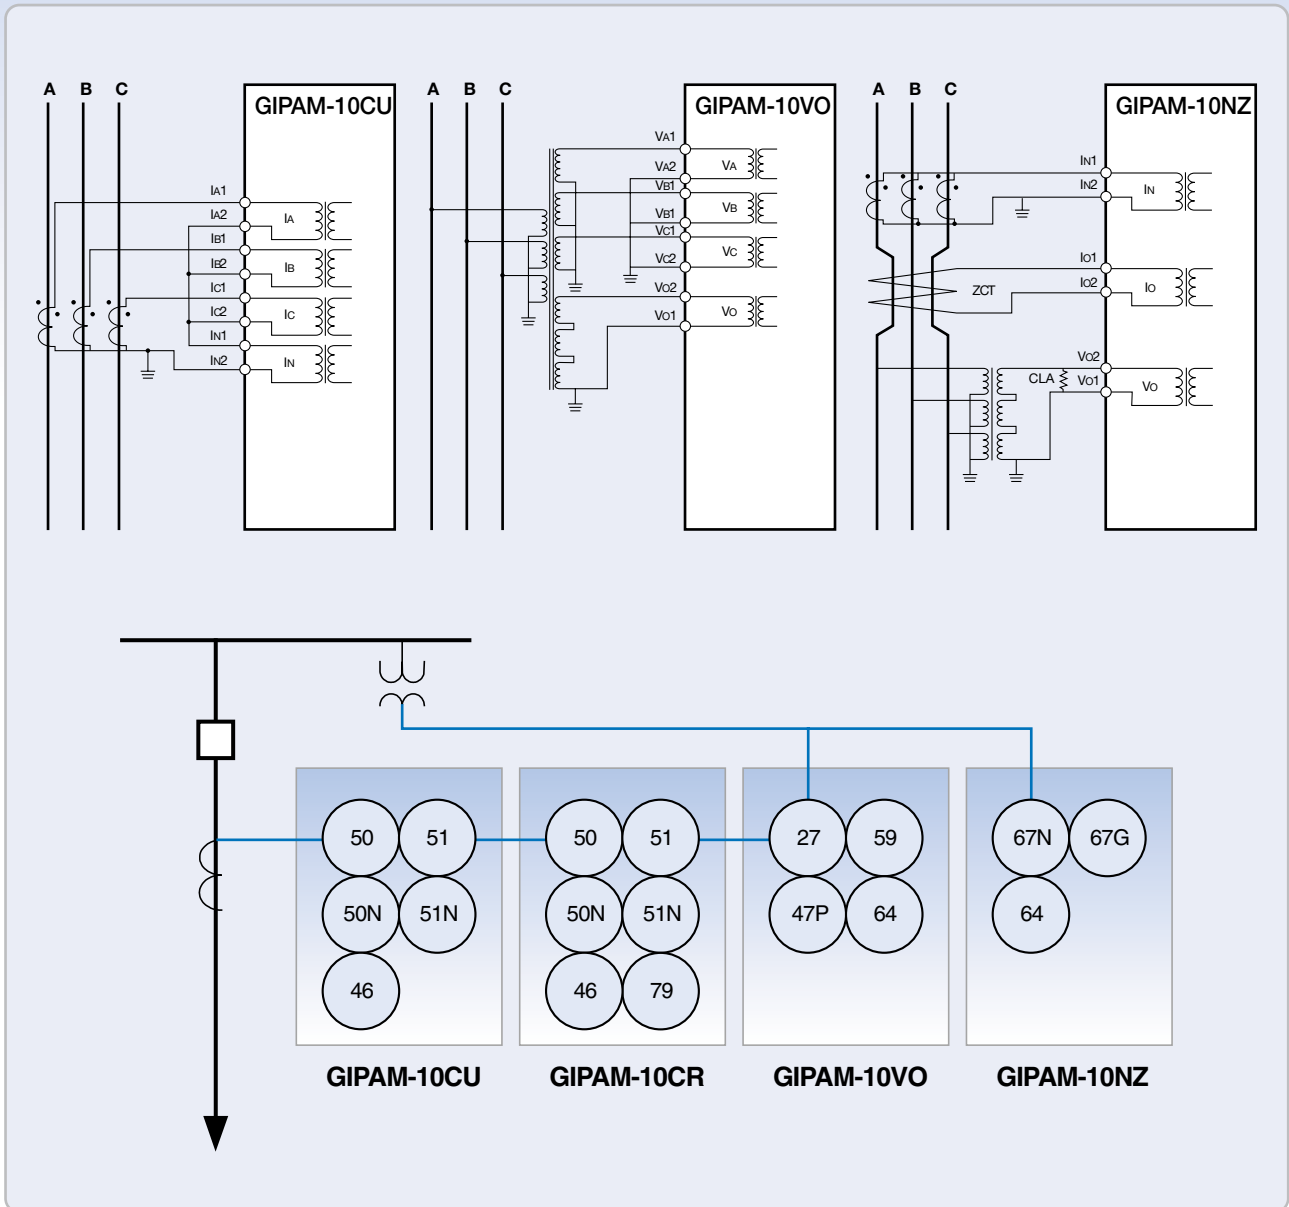 A B C
GIPAM-10CU
IA1
IA2
IB1
IB2
IC1
IC2
IN1
IN2
IA
IB
IC
IN
A B C
GIPAM-10VO
VA1
VA2
VB1
VB1
VC1
VC2
VO2
VO1
VA
VB
VC
VO
A B C
GIPAM-10NZ
IN1
IN2
IO1
IO2
VO2
VO1
IN
IO
VO
ZCT
CLA
50 51
50N 51N
46
GIPAM-10CU
50 51
50N 51N
46 79
GIPAM-10CR
27 59
47P 64
GIPAM-10VO
67N 67G
64
GIPAM-10NZ